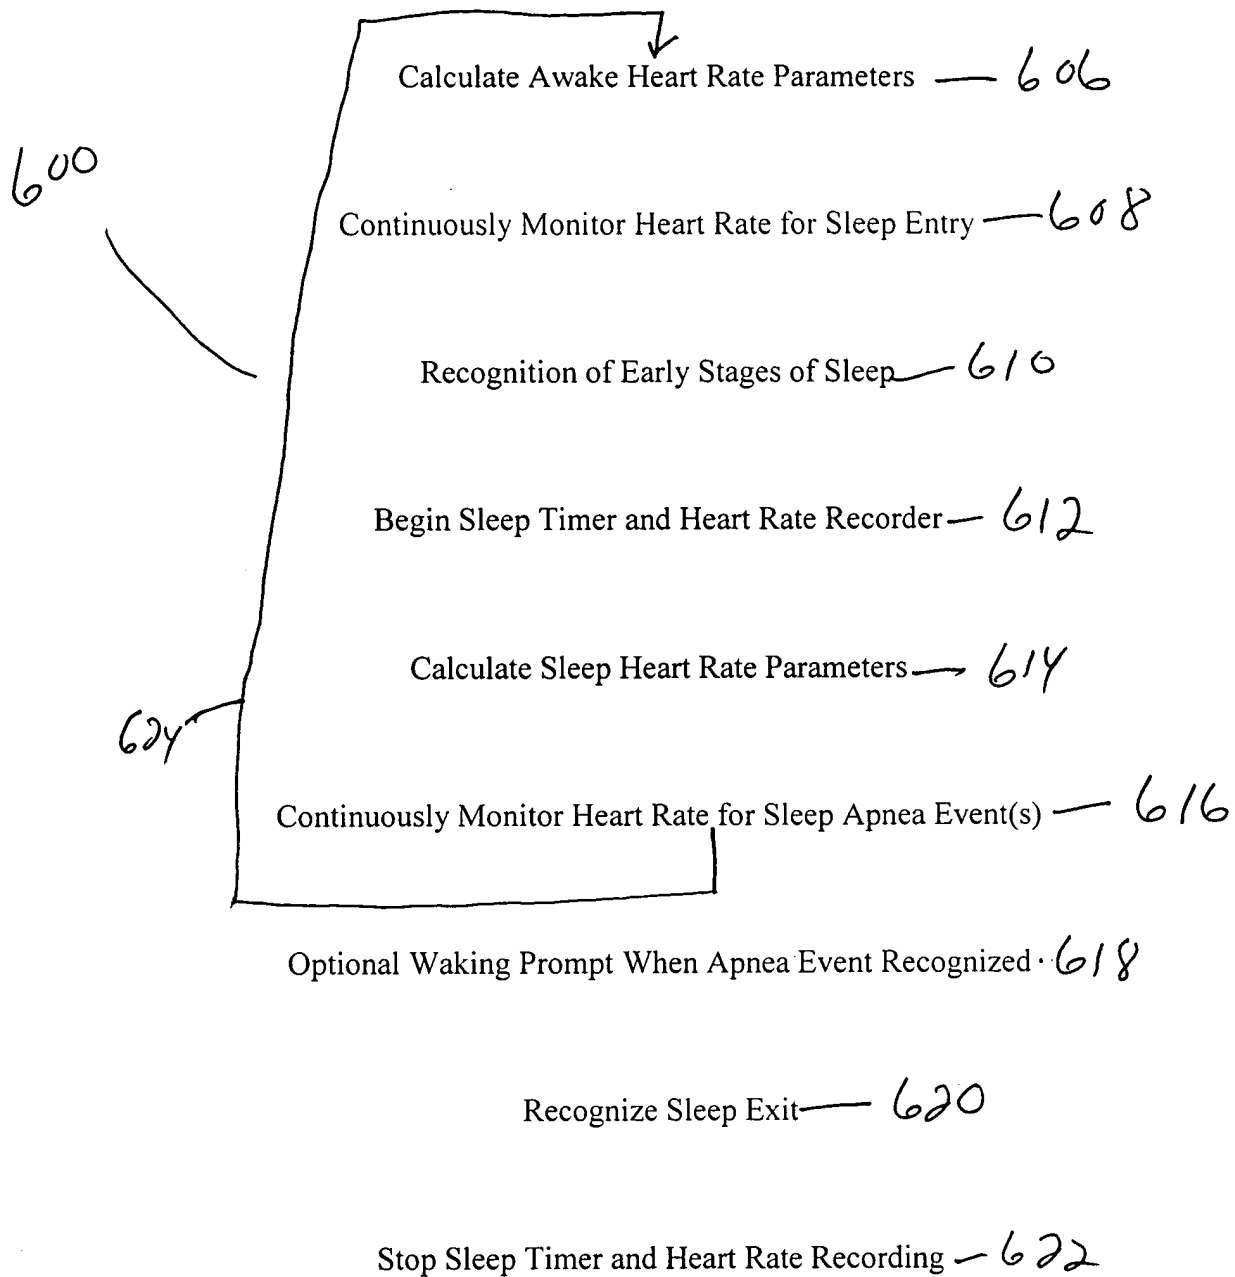 Calculate Awake Heart Rate Parameters — 606
600
Continuously Monitor Heart Rate for Sleep Entry — 608
Recognition of Early Stages of Sleep — 610
Begin Sleep Timer and Heart Rate Recorder — 612
Calculate Sleep Heart Rate Parameters — 614
624
Continuously Monitor Heart Rate for Sleep Apnea Event(s) — 616
Optional Waking Prompt When Apnea Event Recognized 618
Recognize Sleep Exit — 620
Stop Sleep Timer and Heart Rate Recording — 622